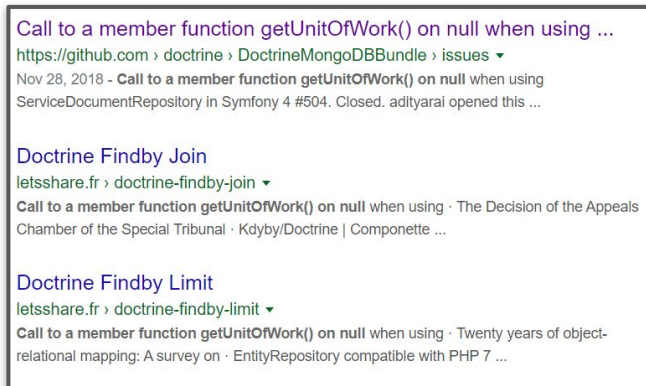 Call to a member function getUnitOfWork() on null when using ...
https://github.com › doctrine › DoctrineMongoDBBundle › issues ▼
Nov 28, 2018 - Call to a member function getUnitOfWork() on null when using
ServiceDocumentRepository in Symfony 4 #504. Closed. adityarai opened this ...
Doctrine Findby Join
letsshare.fr › doctrine-findby-join ▼
Call to a member function getUnitOfWork() on null when using · The Decision of the Appeals
Chamber of the Special Tribunal · Kdyby/Doctrine | Componette ...
Doctrine Findby Limit
letsshare.fr › doctrine-findby-limit ▼
Call to a member function getUnitOfWork() on null when using · Twenty years of object-
relational mapping: A survey on · EntityRepository compatible with PHP 7 ...